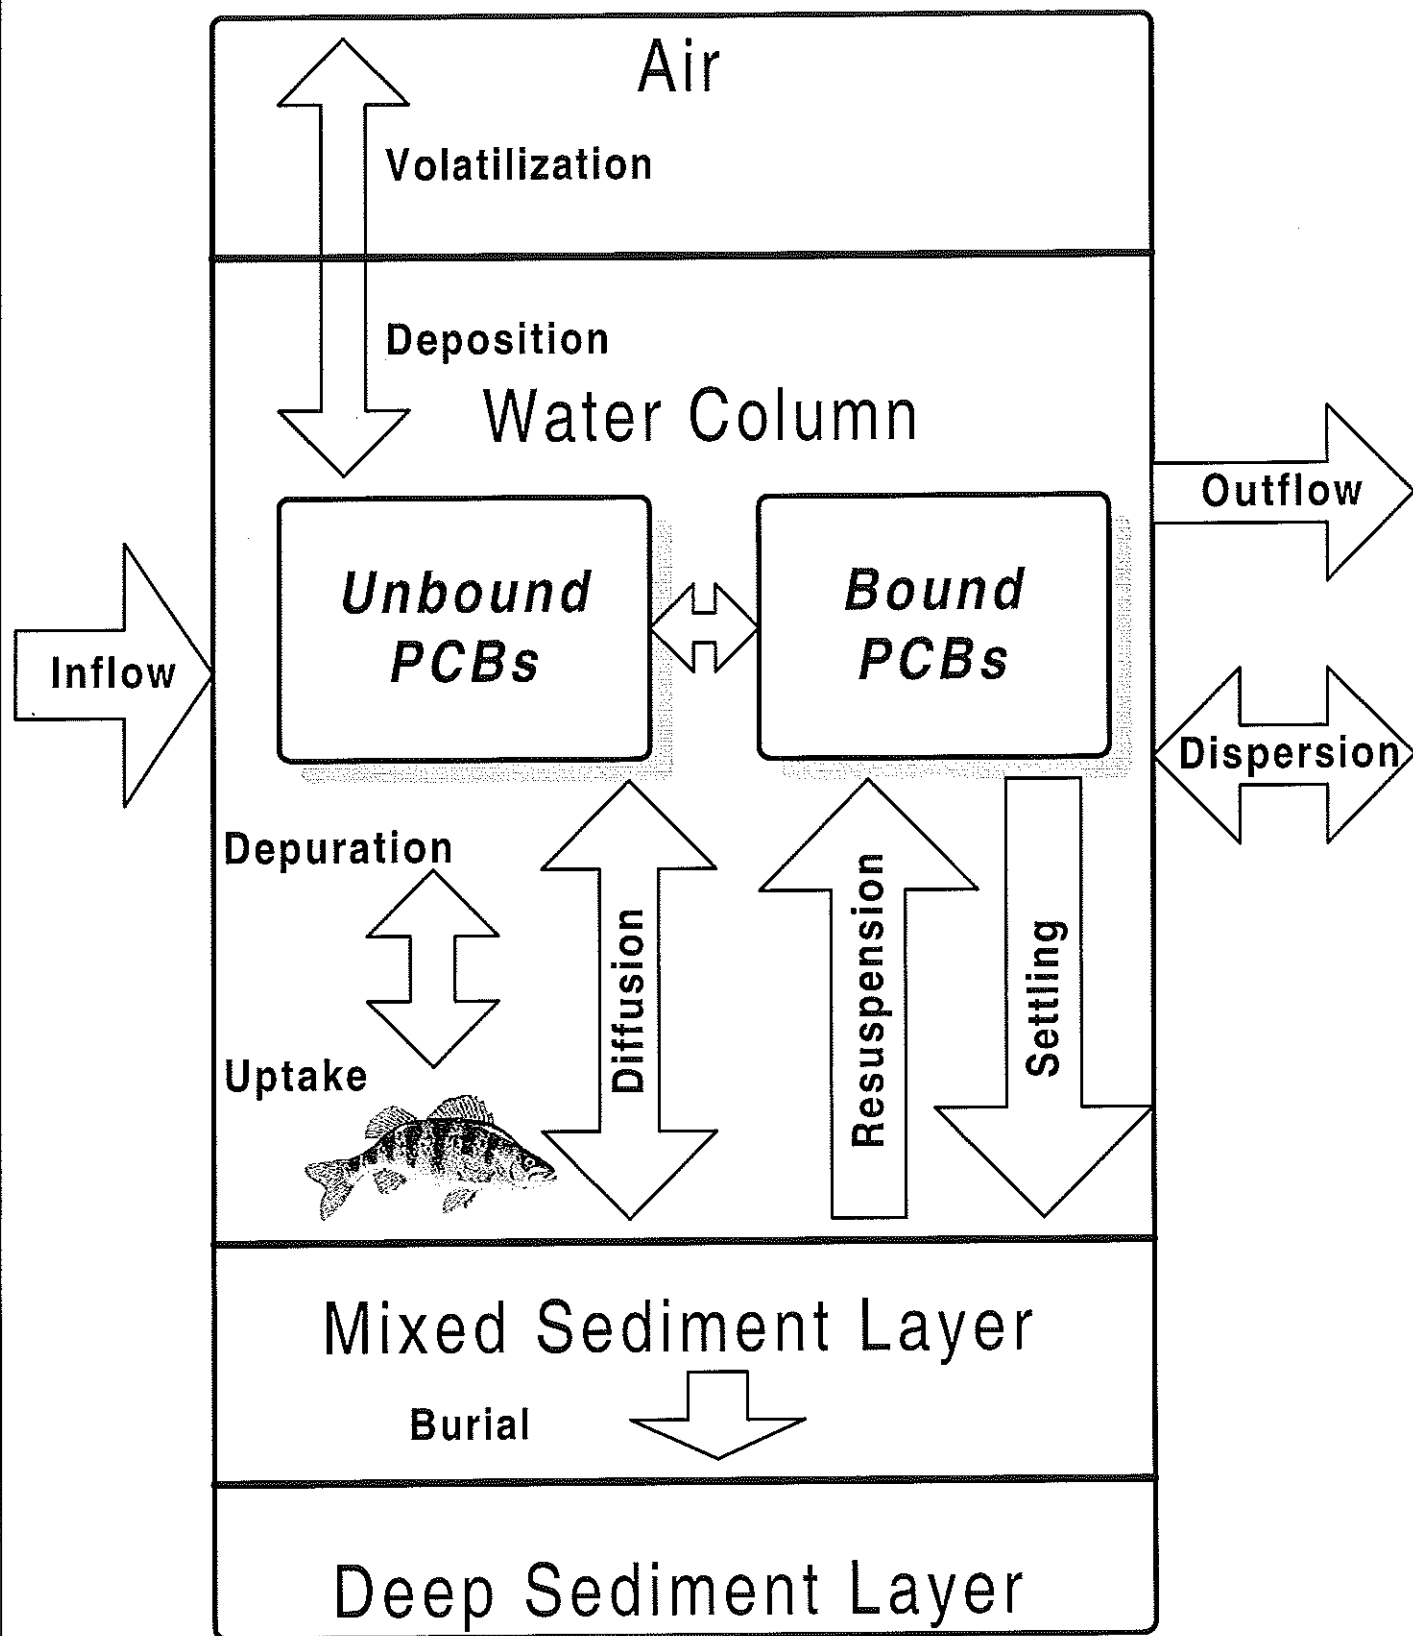 Air
Volatilization
Deposition
Water Column
Outflow
Unbound
PCBs
Bound
PCBs
Inflow
Dispersion
Depuration
Uptake
Diffusion
Resuspension
Settling
Mixed Sediment Layer
Burial
Deep Sediment Layer